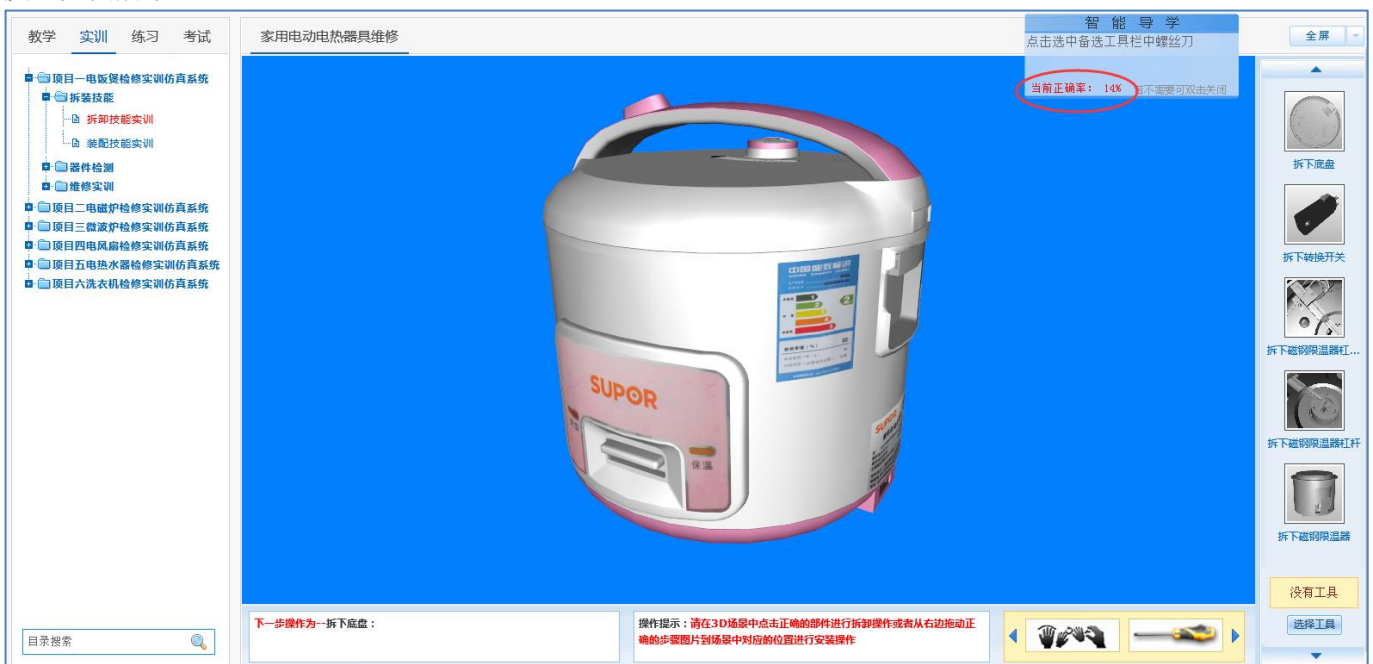 教学 实训 练习 考试
家用电动电热器具维修
智能导学
点击选中备选工具栏中螺丝刀
当前正确率： 14%
不需要可双击关闭
全屏
项目一电饭煲检修实训仿真系统
拆装技能
拆卸技能实训
装配技能实训
器件检测
维修实训
项目二电磁炉检修实训仿真系统
项目三微波炉检修实训仿真系统
项目四电风扇检修实训仿真系统
项目五电热水器检修实训仿真系统
项目六洗衣机检修实训仿真系统
中国能效标识
1
2
2
3
4
5
SUPOR
保温
SUPOR
拆下底盘
拆下转换开关
拆下磁钢限温器杠...
拆下磁钢限温器杠杆
拆下磁钢限温器
没有工具
选择工具
目录搜索
下一步操作为--拆下底盘：
操作提示：请在3D场景中点击正确的部件进行拆卸操作或者从右边拖动正
确的步骤图片到场景中对应的位置进行安装操作